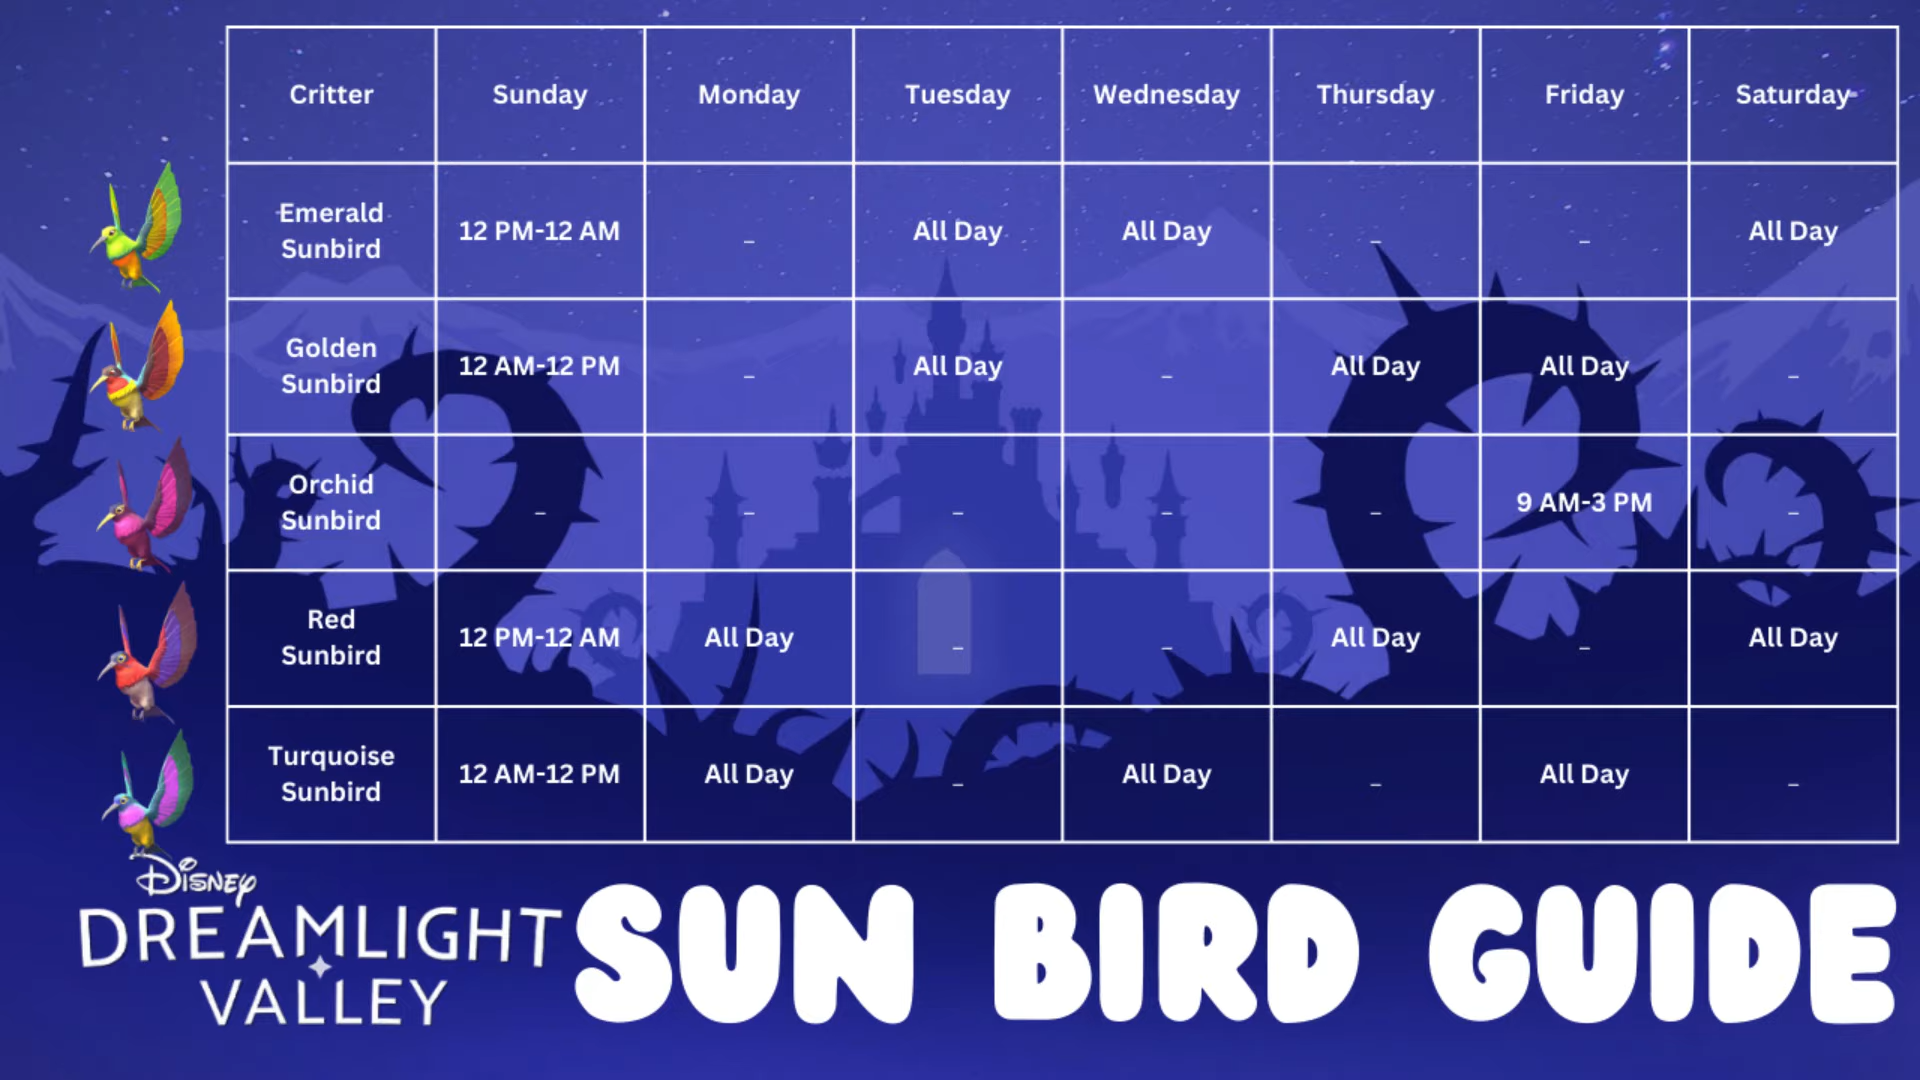 Critter Sunday Monday Tuesday Wednesday Thursday Friday Saturday
Emerald
Sunbird
12 PM-12 AM _ All Day All Day _ _ All Day
Golden
Sunbird
12 AM-12 PM _ All Day _ All Day All Day _
Orchid
Sunbird
_ _ _ _ _ 9 AM-3 PM _
Red
Sunbird
12 PM-12 AM All Day _ _ All Day _ All Day
Turquoise
Sunbird
12 AM-12 PM All Day _ All Day _ All Day _
Disney
DREAMLIGHT
VALLEY
SUN BIRD GUIDE